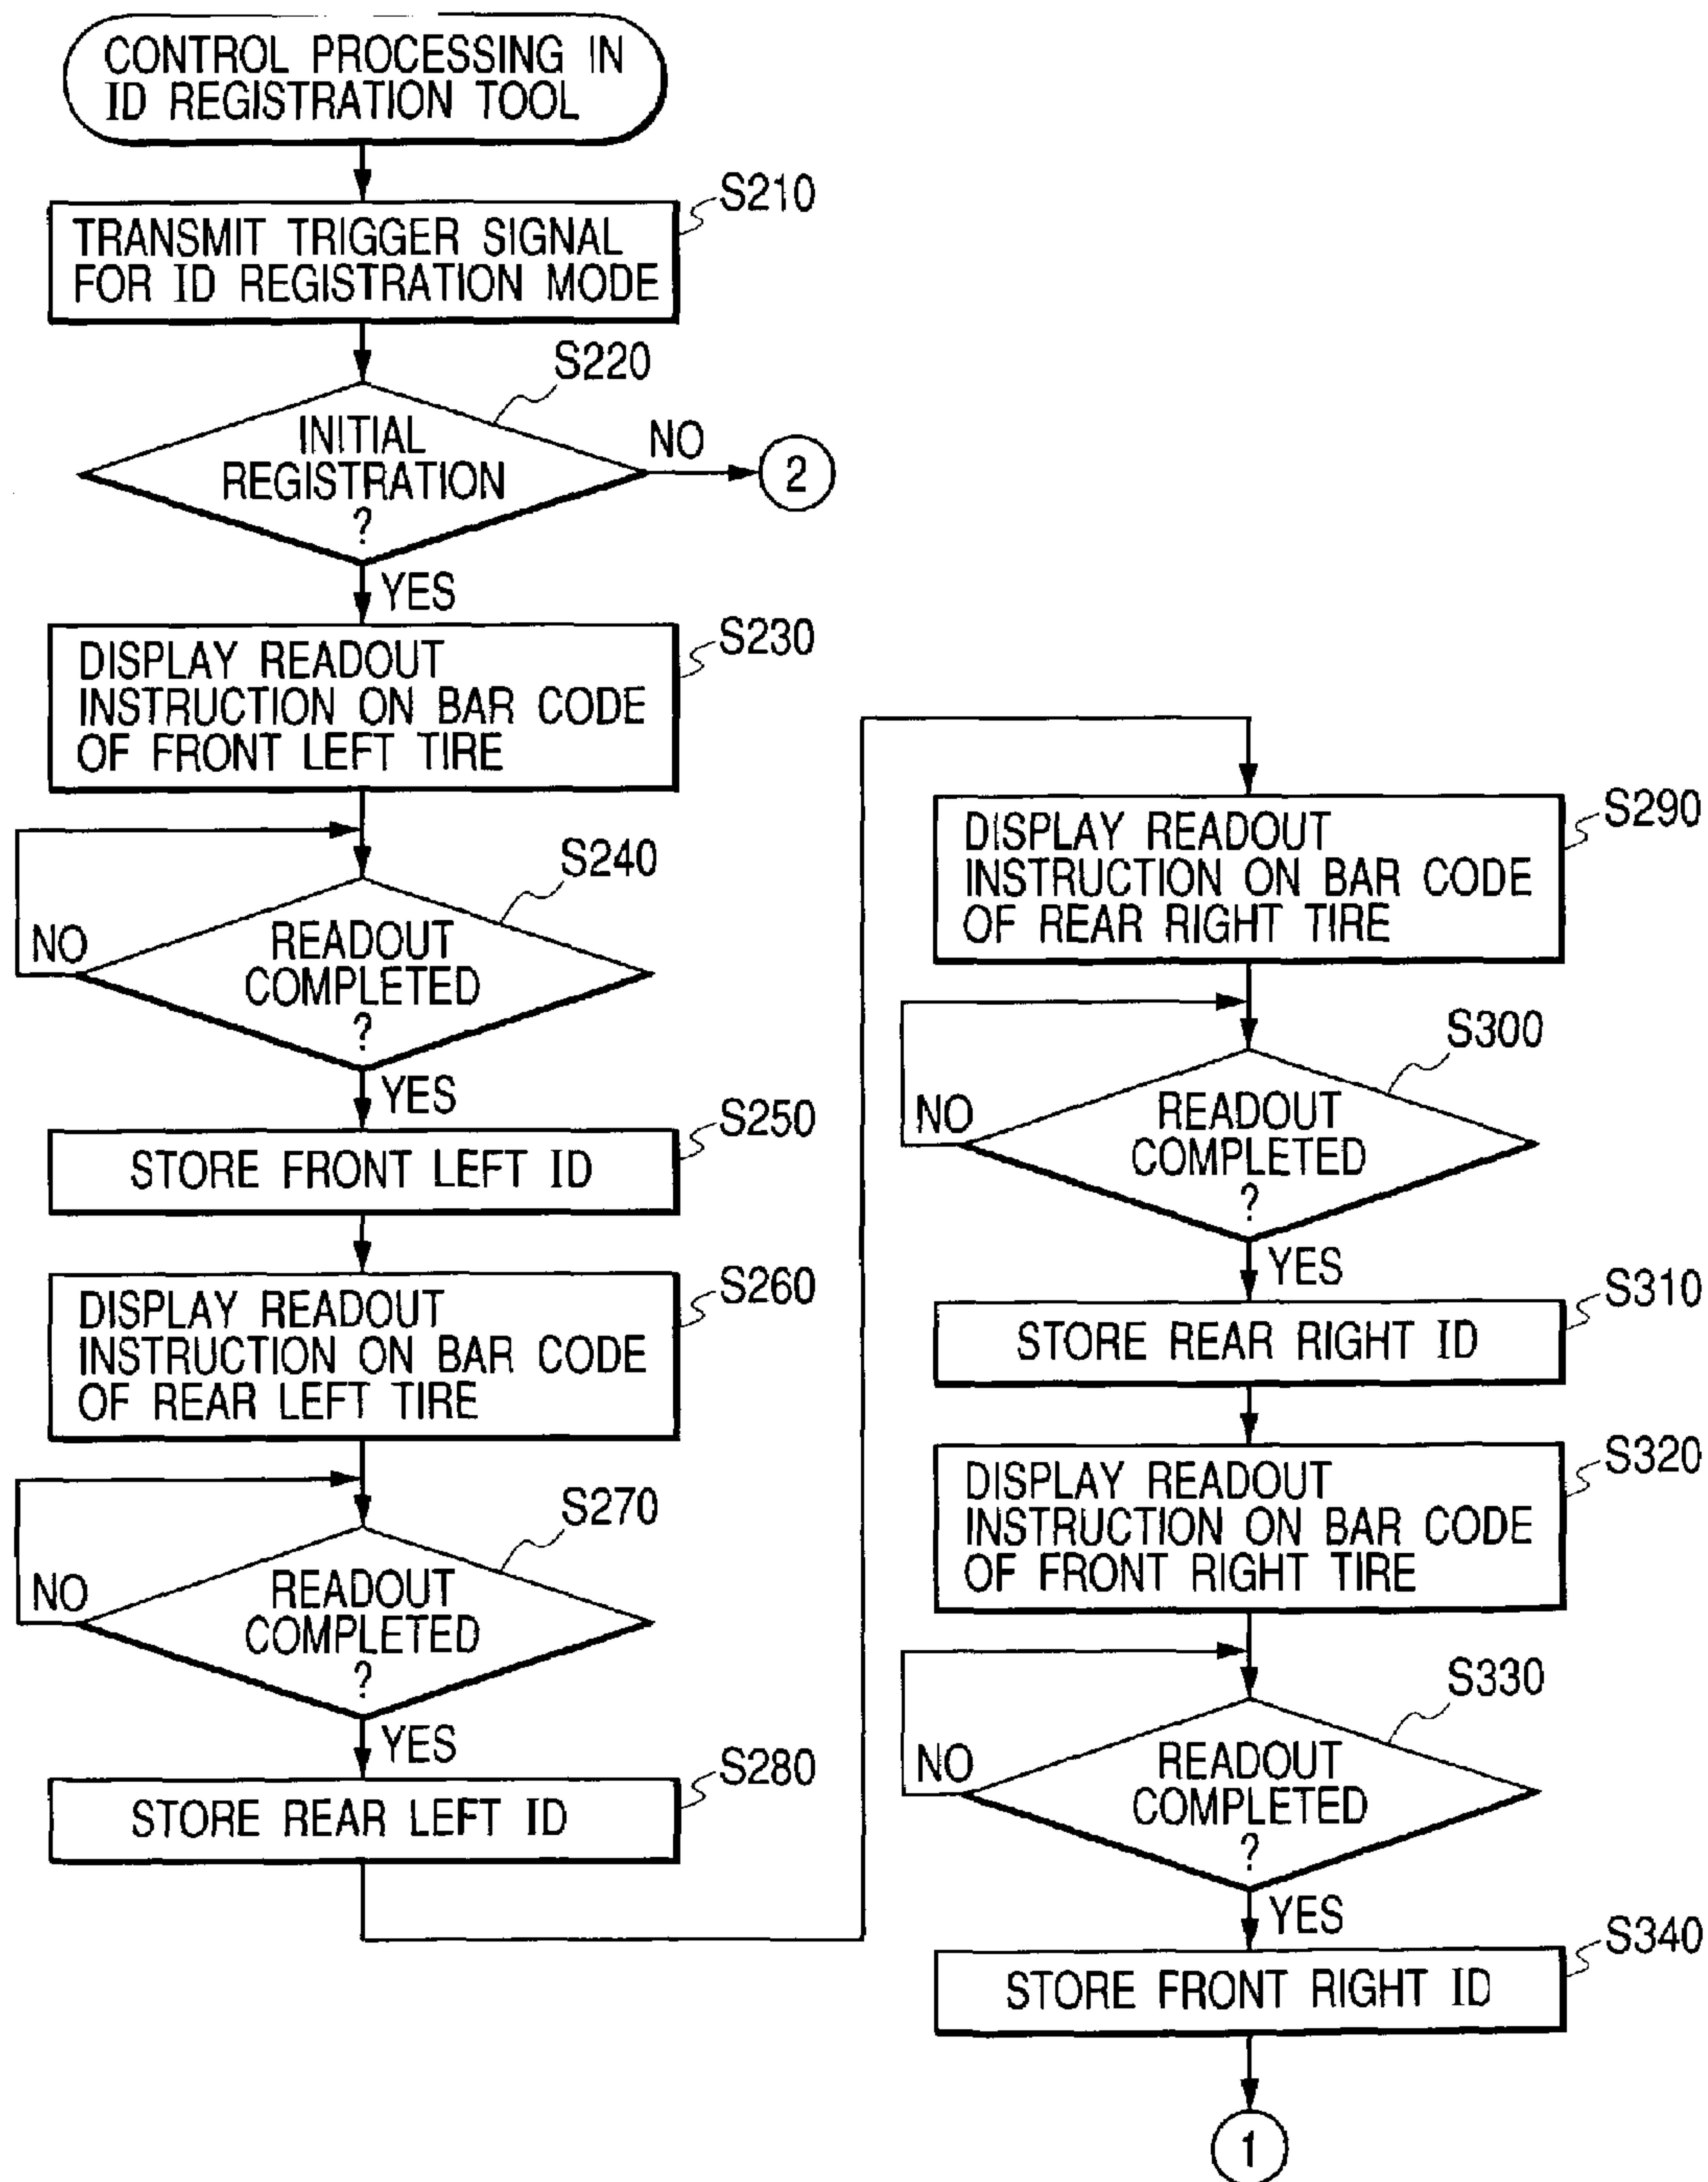 CONTROL PROCESSING IN
ID REGISTRATION TOOL
S210
TRANSMIT TRIGGER SIGNAL
FOR ID REGISTRATION MODE
S220
INITIAL
REGISTRATION
?
NO
2
YES
S230
DISPLAY READOUT
INSTRUCTION ON BAR CODE
OF FRONT LEFT TIRE
S240
READOUT
COMPLETED
?
NO
YES
S250
STORE FRONT LEFT ID
S260
DISPLAY READOUT
INSTRUCTION ON BAR CODE
OF REAR LEFT TIRE
S270
READOUT
COMPLETED
?
NO
YES
S280
STORE REAR LEFT ID
S290
DISPLAY READOUT
INSTRUCTION ON BAR CODE
OF REAR RIGHT TIRE
S300
READOUT
COMPLETED
?
NO
YES
S310
STORE REAR RIGHT ID
S320
DISPLAY READOUT
INSTRUCTION ON BAR CODE
OF FRONT RIGHT TIRE
S330
READOUT
COMPLETED
?
NO
YES
S340
STORE FRONT RIGHT ID
1